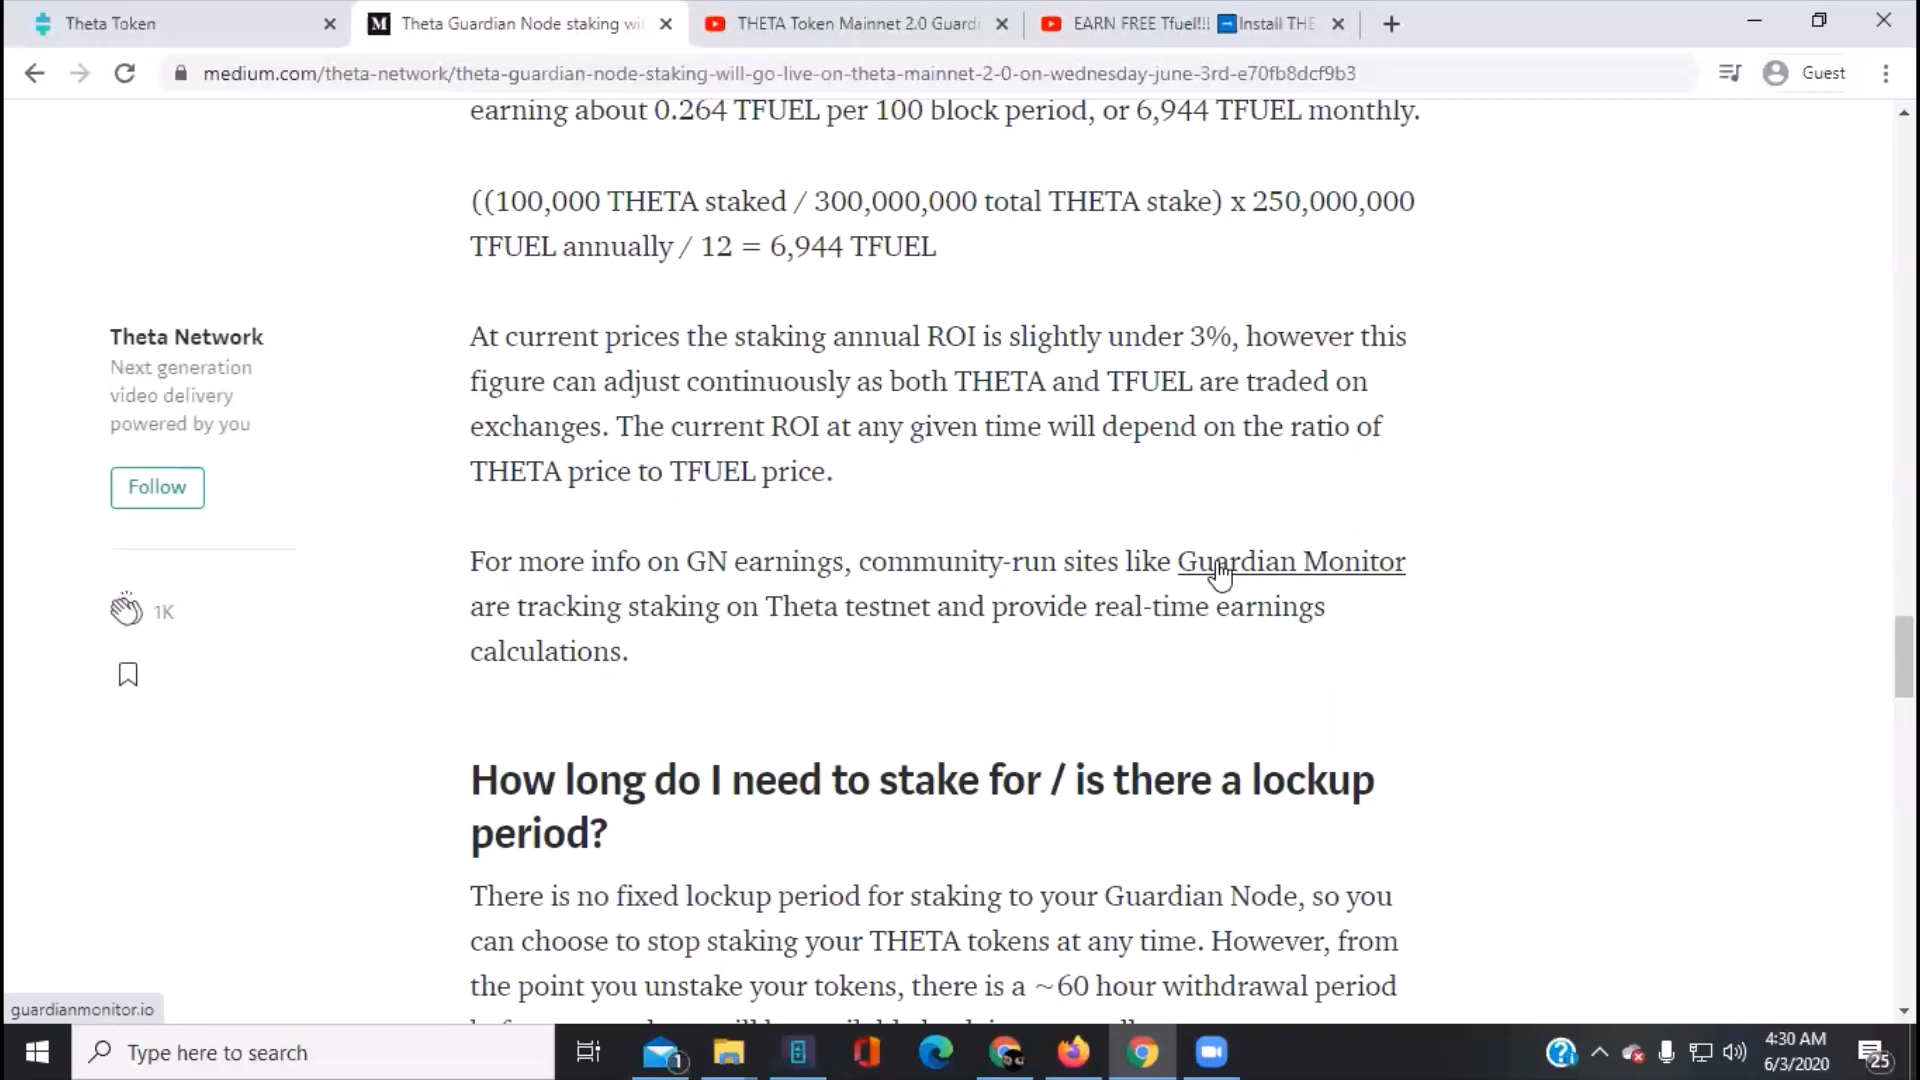 Theta Token
Theta Guardian Node staking wi
THETA Token Mainnet 2.0 Guardi
EARN FREE Tfuel!!! Install THE
medium.com/theta-network/theta-guardian-node-staking-will-go-live-on-theta-mainnet-2-0-on-wednesday-june-3rd-e70fb8dcf9b3
Guest
earning about 0.264 TFUEL per 100 block period, or 6,944 TFUEL monthly.
((100,000 THETA staked / 300,000,000 total THETA stake) x 250,000,000
TFUEL annually / 12 = 6,944 TFUEL
Theta Network
Next generation
video delivery
powered by you
Follow
1K
At current prices the staking annual ROI is slightly under 3%, however this
figure can adjust continuously as both THETA and TFUEL are traded on
exchanges. The current ROI at any given time will depend on the ratio of
THETA price to TFUEL price.
For more info on GN earnings, community-run sites like Guardian Monitor
are tracking staking on Theta testnet and provide real-time earnings
calculations.
How long do I need to stake for / is there a lockup
period?
There is no fixed lockup period for staking to your Guardian Node, so you
can choose to stop staking your THETA tokens at any time. However, from
the point you unstake your tokens, there is a ~60 hour withdrawal period
guardianmonitor.io
Type here to search
1
4:30 AM
6/3/2020
25